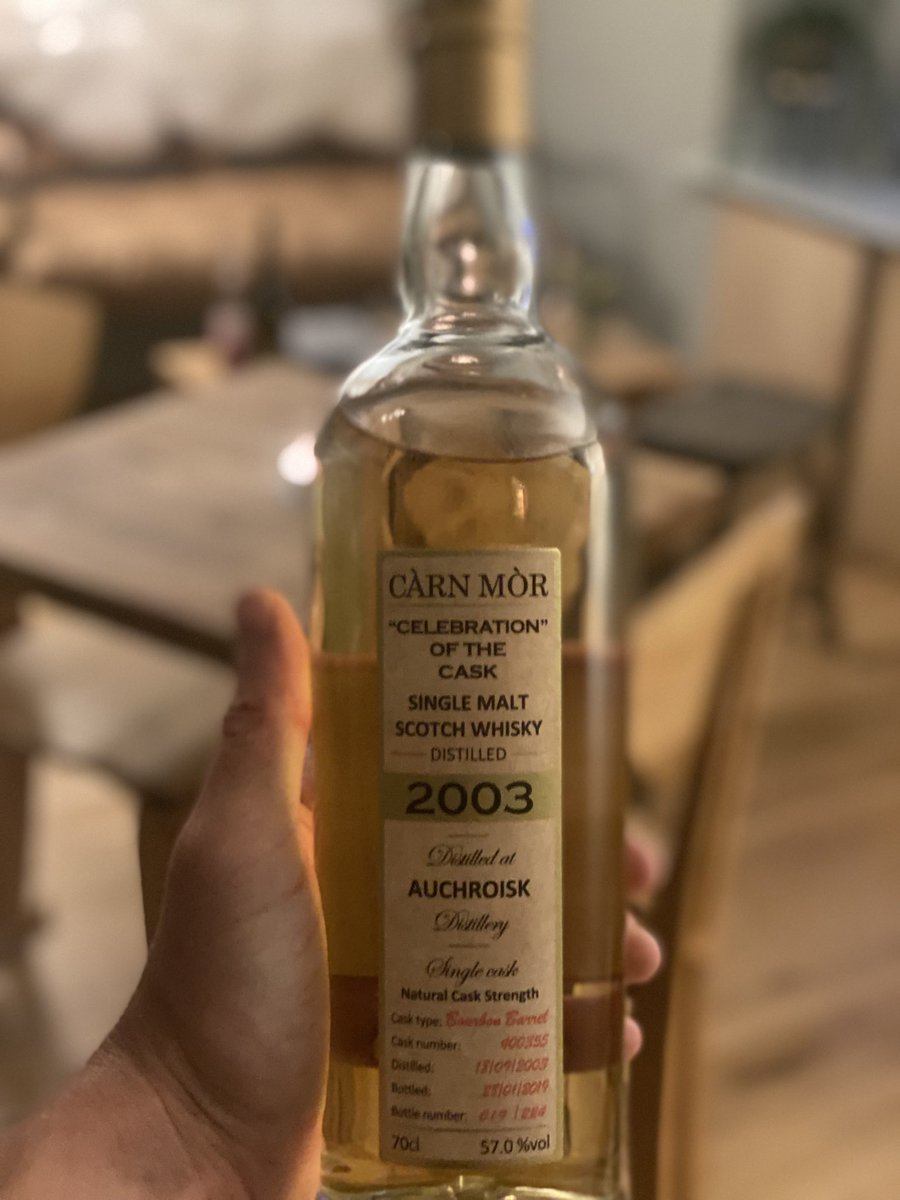 CÀRN MÒR
“CELEBRATION”
OF THE
CASK
SINGLE MALT
SCOTCH WHISKY
DISTILLED
2003
Distilled at
AUCHROISK
Distillery
Single cask
Natural Cask Strength
Cask type: Bourbon Barrel
Cask number: 900355
Distilled:
Bottled:
Bottle number:
70cl 57.0 %vol